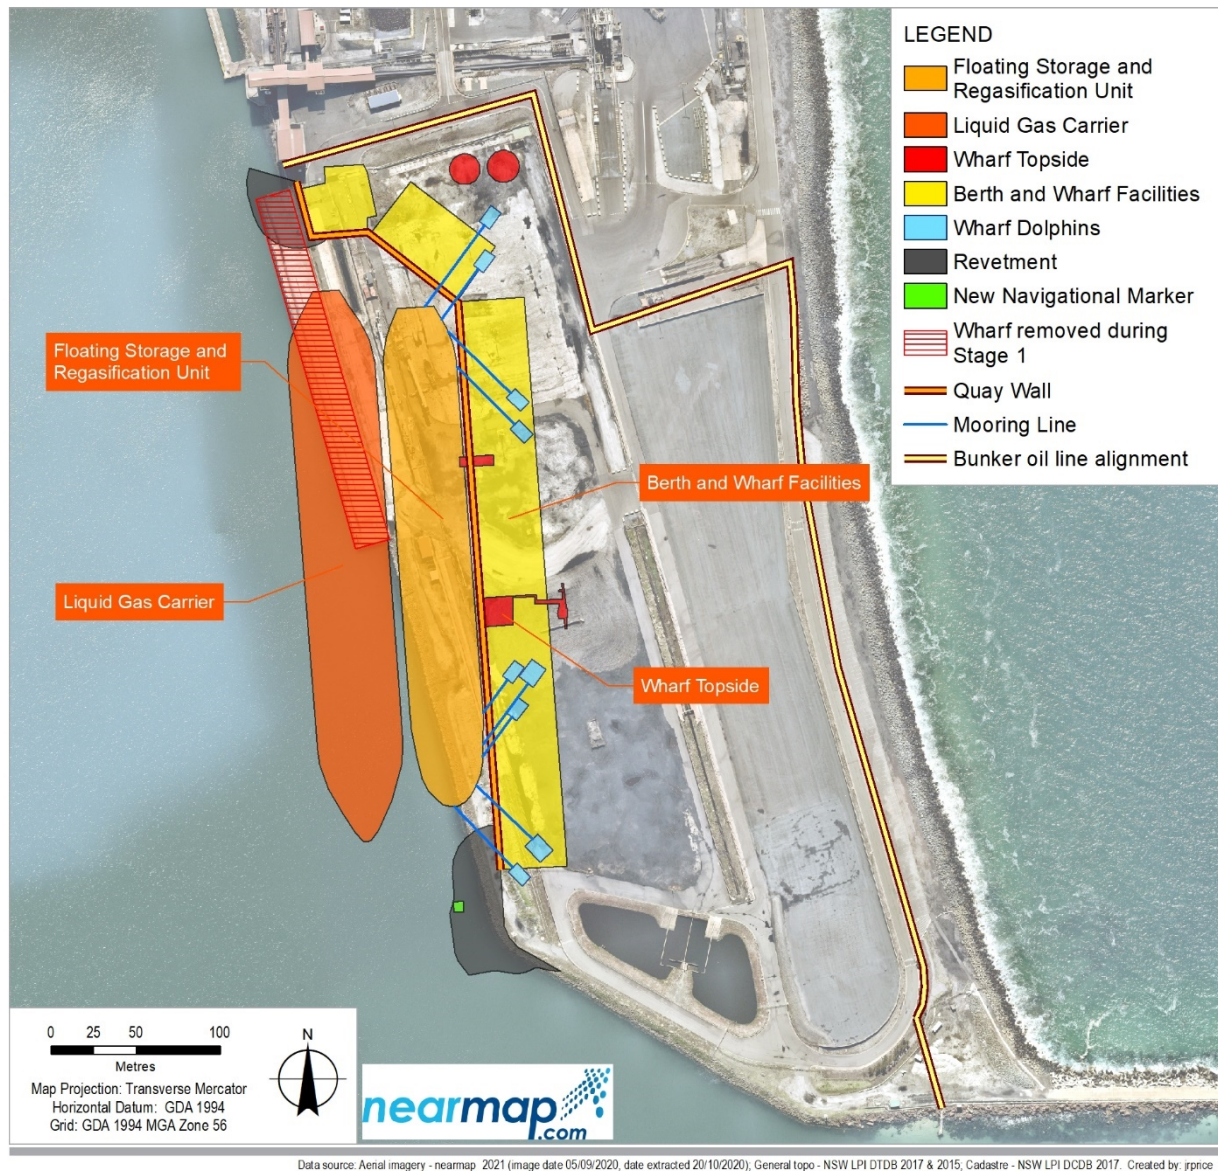 LEGEND
Floating Storage and
Regasification Unit
Liquid Gas Carrier
Wharf Topside
Berth and Wharf Facilities
Wharf Dolphins
Revetment
New Navigational Marker
Wharf removed during
Stage 1
Quay Wall
Mooring Line
Bunker oil line alignment
Floating Storage and
Regasification Unit
Berth and Wharf Facilities
Liquid Gas Carrier
Wharf Topside
0 25 50 100
Metres
Map Projection: Transverse Mercator
Horizontal Datum: GDA 1994
Grid: GDA 1994 MGA Zone 56
N
nearmap
.com
Data source: Aerial imagery - nearmap 2021 (image date 05/09/2020, date extracted 20/10/2020); General topo - NSW LPI DTDB 2017 & 2015; Cadastre - NSW LPI DCDB 2017. Created by: jrprice